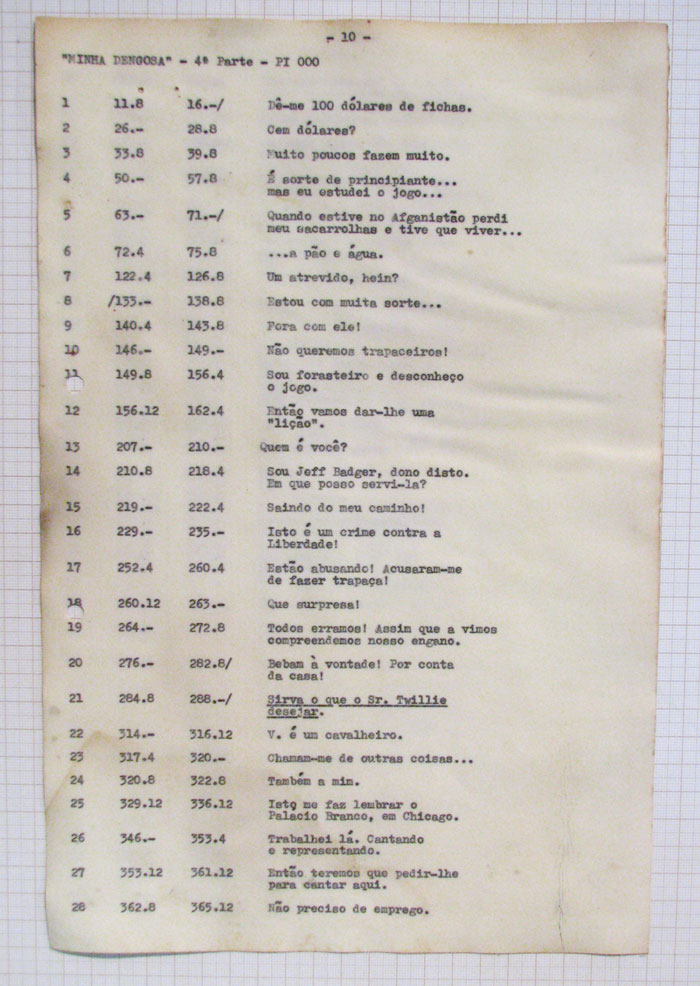 - 10 -
"MINHA DENGOSA" - 4ª Parte - PI 000
1 11.8 16.-/ Dê-me 100 dólares de fichas.
2 26.- 28.8 Cem dólares?
3 33.8 39.8 Muito poucos fazem muito.
4 50.- 57.8 É sorte de principiante...
mas eu estudei o jogo...
5 63.- 71.-/ Quando estive no Afganistão perdi
meu sacarrolhas e tive que viver...
6 72.4 75.8 ...a pão e água.
7 122.4 126.8 Um atrevido, hein?
8 /133.- 138.8 Estou com muita sorte...
9 140.4 143.8 Fora com ele!
10 146.- 149.- Não queremos trapaceiros!
11 149.8 156.4 Sou forasteiro e desconheço
o jogo.
12 156.12 162.4 Então vamos dar-lhe uma
"lição".
13 207.- 210.- Quem é você?
14 210.8 218.4 Sou Jeff Badger, dono disto.
Em que posso servi-la?
15 219.- 222.4 Saindo do meu caminho!
16 229.- 235.- Isto é um crime contra a
Liberdade!
17 252.4 260.4 Estão abusando! Acusaram-me
de fazer trapaça!
18 260.12 263.- Que surpresa!
19 264.- 272.8 Todos erramos! Assim que a vimos
compreendemos nosso engano.
20 276.- 282.8/ Bebam à vontade! Por conta
da casa!
21 284.8 288.-/ Sirva o que o Sr. Twillie
desejar.
22 314.- 316.12 V. é um cavalheiro.
23 317.4 320.- Chamam-me de outras coisas...
24 320.8 322.8 Também a mim.
25 329.12 336.12 Isto me faz lembrar o
Palacio Branco, em Chicago.
26 346.- 353.4 Trabalhei lá. Cantando
e representando.
27 353.12 361.12 Então teremos que pedir-lhe
para cantar aqui.
28 362.8 365.12 Não preciso de emprego.